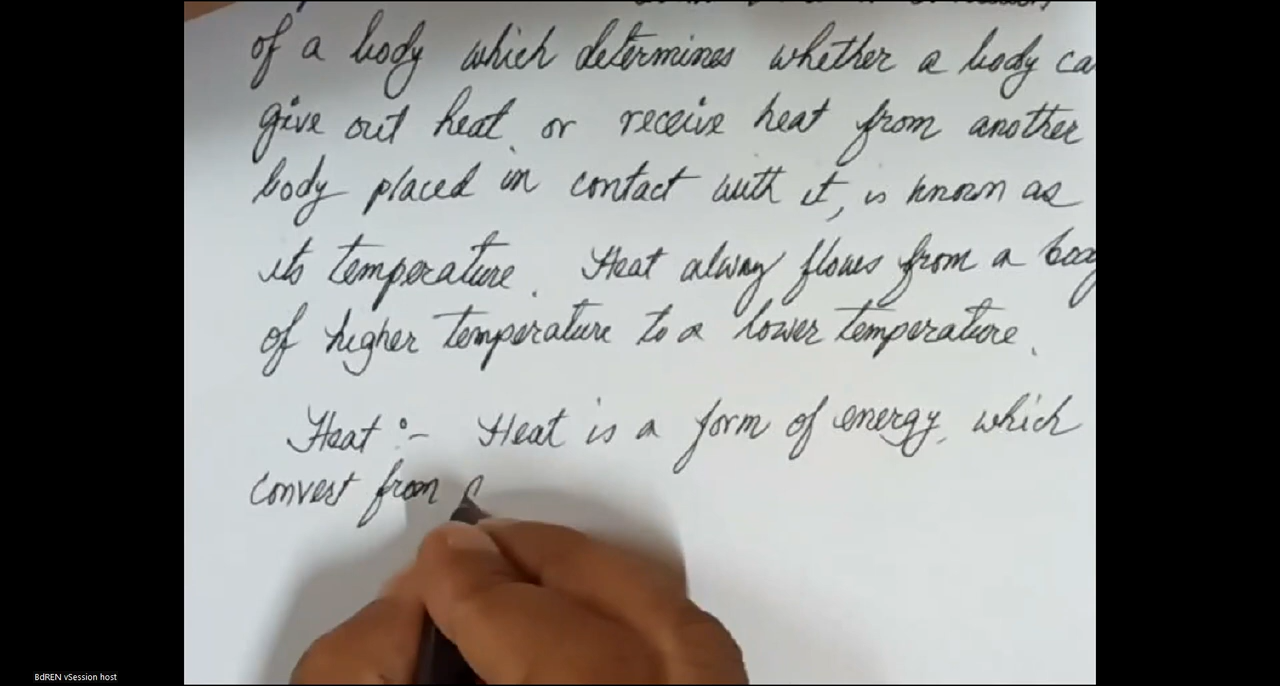 of a body which determines whether a body ca
give out heat or receive heat from another
body placed in contact with it, is known as
its temperature. Heat alway flows from a body
of higher temperature to a lower temperature.
Heat :- Heat is a form of energy, which
convert from
BdREN vSession host